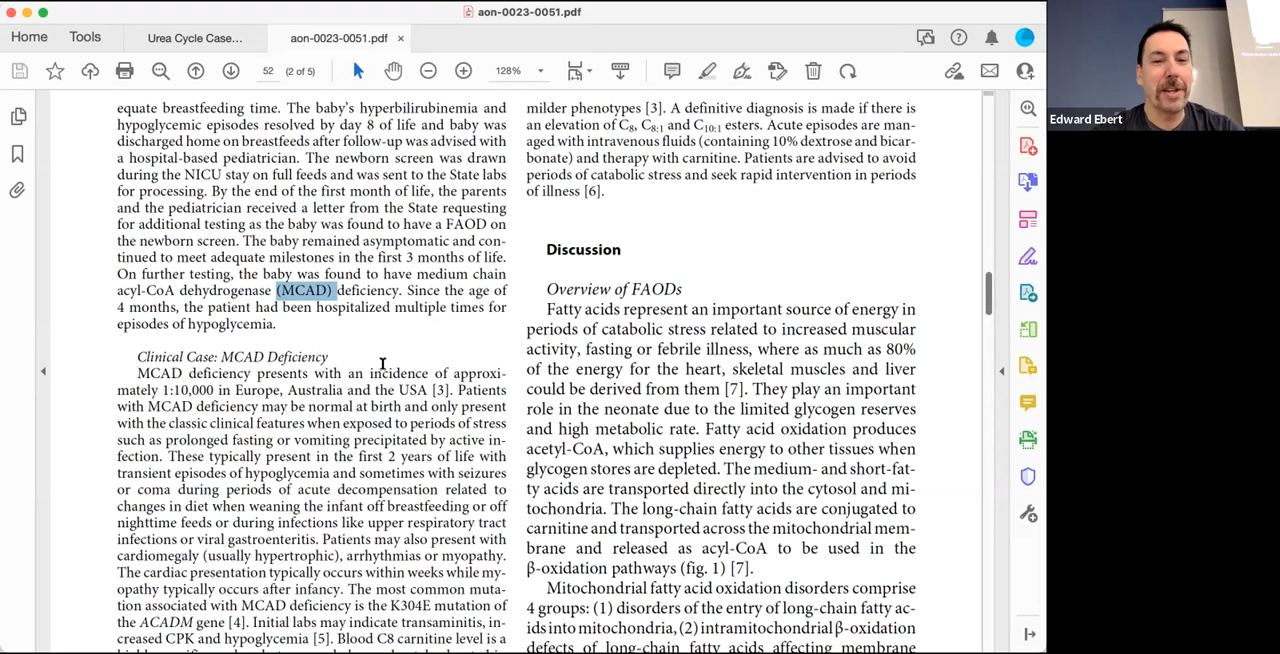 aon-0023-0051.pdf
Home
Tools
Urea Cycle Case...
aon-0023-0051.pdf
52
(2 of 5)
128%
equate breastfeeding time. The baby's hyperbilirubinemia and
hypoglycemic episodes resolved by day 8 of life and baby was
discharged home on breastfeeds after follow-up was advised with
a hospital-based pediatrician. The newborn screen was drawn
during the NICU stay on full feeds and was sent to the State labs
for processing. By the end of the first month of life, the parents
and the pediatrician received a letter from the State requesting
for additional testing as the baby was found to have a FAOD on
the newborn screen. The baby remained asymptomatic and con-
tinued to meet adequate milestones in the first 3 months of life.
On further testing, the baby was found to have medium chain
acyl-CoA dehydrogenase (MCAD) deficiency. Since the age of
4 months, the patient had been hospitalized multiple times for
episodes of hypoglycemia.
Clinical Case: MCAD Deficiency
MCAD deficiency presents with an incidence of approxi-
mately 1:10,000 in Europe, Australia and the USA [3]. Patients
with MCAD deficiency may be normal at birth and only present
with the classic clinical features when exposed to periods of stress
such as prolonged fasting or vomiting precipitated by active in-
fection. These typically present in the first 2 years of life with
transient episodes of hypoglycemia and sometimes with seizures
or coma during periods of acute decompensation related to
changes in diet when weaning the infant off breastfeeding or off
nighttime feeds or during infections like upper respiratory tract
infections or viral gastroenteritis. Patients may also present with
cardiomegaly (usually hypertrophic), arrhythmias or myopathy.
The cardiac presentation typically occurs within weeks while my-
opathy typically occurs after infancy. The most common muta-
tion associated with MCAD deficiency is the K304E mutation of
the ACADM gene [4]. Initial labs may indicate transaminitis, in-
creased CPK and hypoglycemia [5]. Blood C8 carnitine level is a
milder phenotypes [3]. A definitive diagnosis is made if there is
an elevation of C8, C8:1 and C10:1 esters. Acute episodes are man-
aged with intravenous fluids (containing 10% dextrose and bicar-
bonate) and therapy with carnitine. Patients are advised to avoid
periods of catabolic stress and seek rapid intervention in periods
of illness [6].
Discussion
Overview of FAODs
Fatty acids represent an important source of energy in
periods of catabolic stress related to increased muscular
activity, fasting or febrile illness, where as much as 80%
of the energy for the heart, skeletal muscles and liver
could be derived from them [7]. They play an important
role in the neonate due to the limited glycogen reserves
and high metabolic rate. Fatty acid oxidation produces
acetyl-CoA, which supplies energy to other tissues when
glycogen stores are depleted. The medium- and short-fat-
ty acids are transported directly into the cytosol and mi-
tochondria. The long-chain fatty acids are conjugated to
carnitine and transported across the mitochondrial mem-
brane and released as acyl-CoA to be used in the
β-oxidation pathways (fig. 1) [7].
Mitochondrial fatty acid oxidation disorders comprise
4 groups: (1) disorders of the entry of long-chain fatty ac-
ids into mitochondria, (2) intramitochondrial β-oxidation
defects of long-chain fatty acids affecting membrane
Edward Ebert